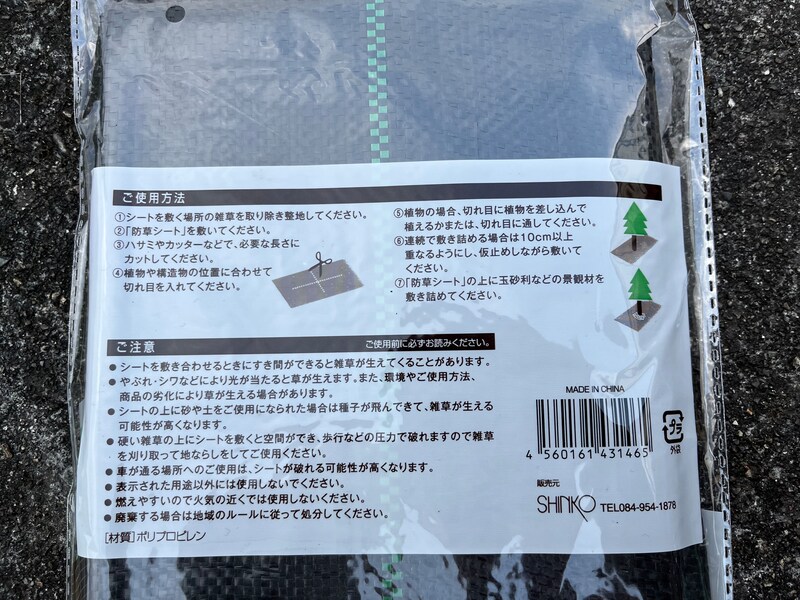 ご使用方法
①シートを敷く場所の雑草を取り除き整地してください。
②「防草シート」を敷いてください。
③ハサミやカッターなどで、必要な長さに
カットしてください。
④植物や構造物の位置に合わせて
切れ目を入れてください。
⑤植物の場合、切れ目に植物を差し込んで
植えるかまたは、切れ目に通してください。
⑥連続で敷き詰める場合は10cm以上
重なるようにし、仮止めしながら敷いて
ください。
⑦「防草シート」の上に玉砂利などの景観材を
敷き詰めてください。
ご注意
ご使用前に必ずお読みください。
●シートを敷き合わせるときにすき間ができると雑草が生えてくることがあります。
●やぶれ・シワなどにより光が当たると草が生えます。また、環境やご使用方法、
商品の劣化により草が生える場合があります。
●シートの上に砂や土をご使用になられた場合は種子が飛んできて、雑草が生える
可能性が高くなります。
●硬い雑草の上にシートを敷くと空間ができ、歩行などの圧力で破れますので雑草
を刈り取って地ならしをしてご使用ください。
●車が通る場所へのご使用は、シートが破れる可能性が高くなります。
●表示された用途以外には使用しないでください。
●燃えやすいので火気の近くでは使用しないください。
●廃棄する場合は地域のルールに従って処分してください。
[材質]ポリプロピレン
MADE IN CHINA
4 560161 431465
プラ
外袋
販売元
SHINKO TEL084-954-1878